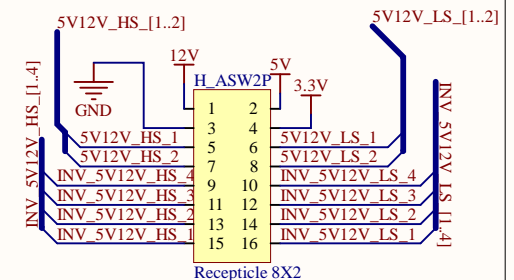 5V12V_HS_[1..2]
5V12V_LS_[1..2]
12V
5V
H_ASW2P
3.3V
GND
INV_5V12V_HS_[1..4]
INV_5V12V_LS_[1..4]
1 2
3 4
5V12V_HS_1 5 6 5V12V_LS_1
5V12V_HS_2 7 8 5V12V_LS_2
INV_5V12V_HS_4 9 10 INV_5V12V_LS_4
INV_5V12V_HS_3 11 12 INV_5V12V_LS_3
INV_5V12V_HS_2 13 14 INV_5V12V_LS_2
INV_5V12V_HS_1 15 16 INV_5V12V_LS_1
Recepticle 8X2